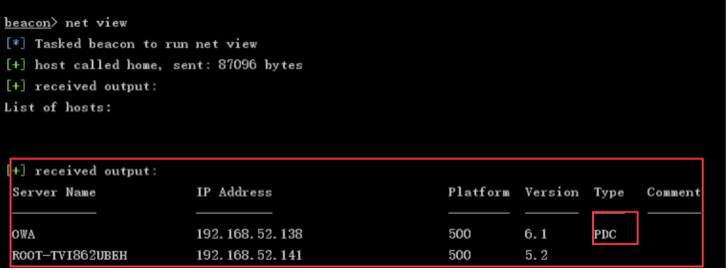 beacon> net view
[*] Tasked beacon to run net view
[+] host called home, sent: 87096 bytes
[+] received output:
List of hosts:
[+] received output:
Server Name IP Address Platform Version Type Comment
OWA 192.168.52.138 500 6.1 PDC
ROOT-TVI862UBEH 192.168.52.141 500 5.2